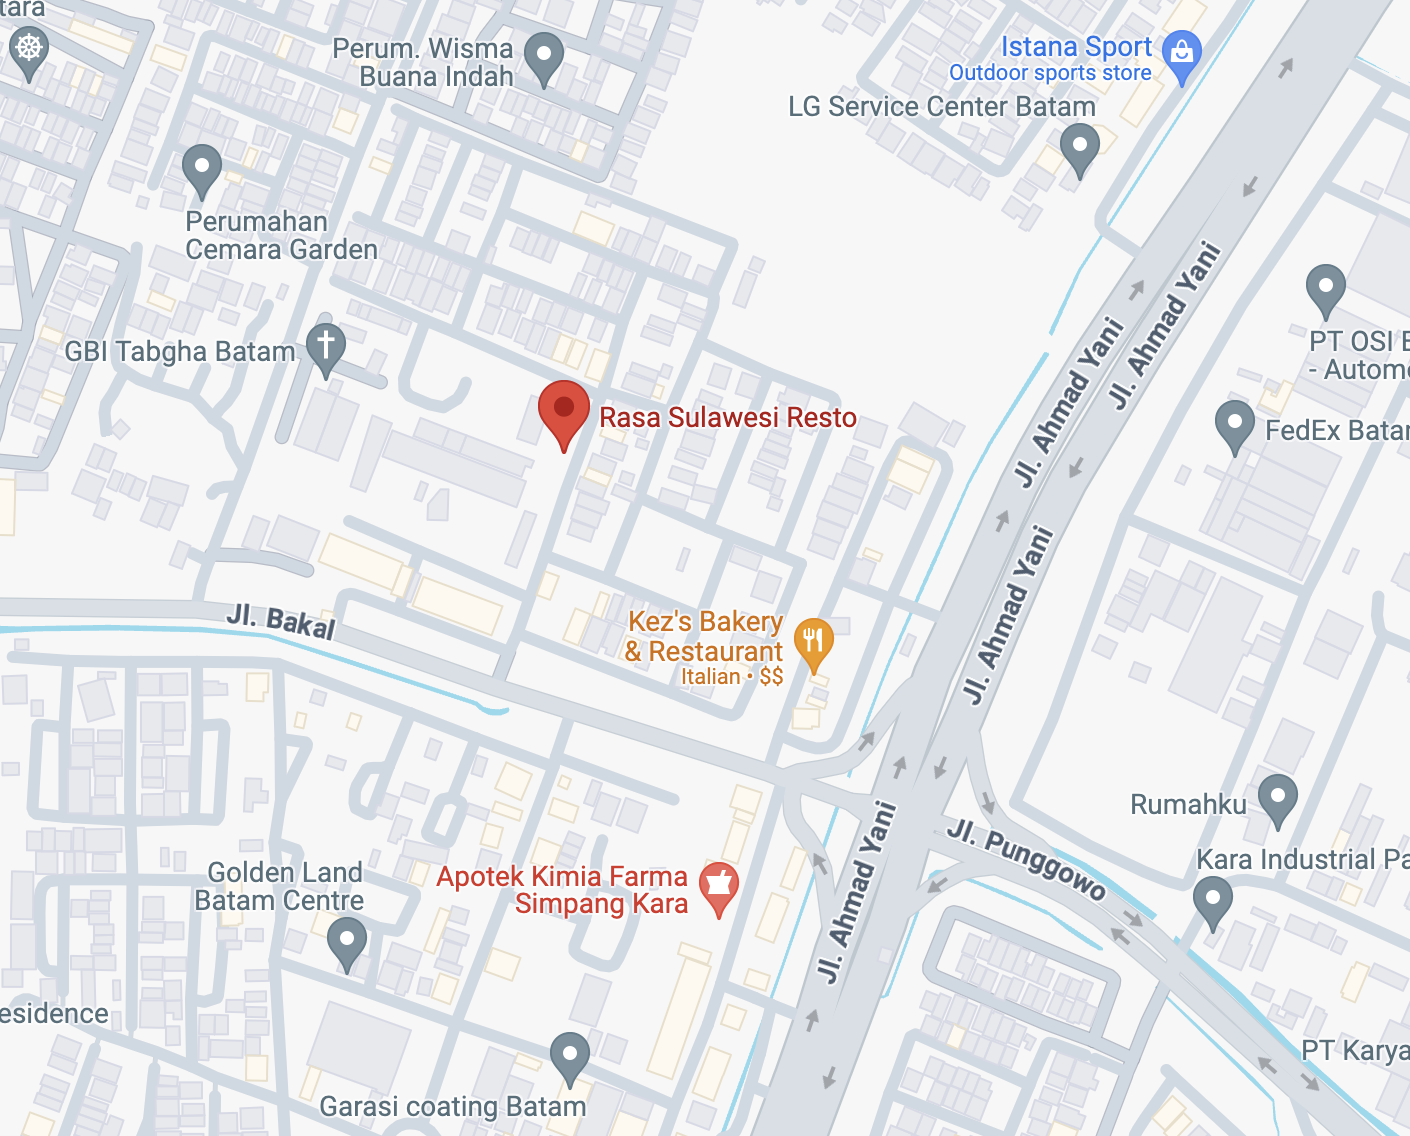 tara
Perum. Wisma
Buana Indah
Istana Sport
Outdoor sports store
LG Service Center Batam
Perumahan
Cemara Garden
Jl. Ahmad Yani
Jl. Ahmad Yani
GBI Tabgha Batam
PT OSI E
- Automo
Rasa Sulawesi Resto
FedEx Batar
Jl. Ahmad Yani
Jl. Bakal
Kez's Bakery
& Restaurant
Italian • $$
Rumahku
Jl. Punggowo
Jl. Ahmad Yani
Kara Industrial Pa
Golden Land
Batam Centre
Apotek Kimia Farma
Simpang Kara
esidence
PT Karya
Garasi coating Batam